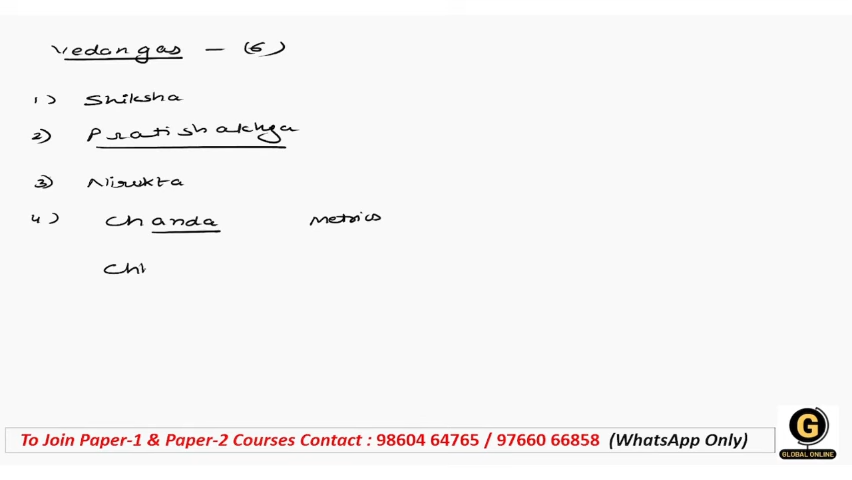 Vedangas - (6)
1) Shiksha
2) Pratishakhya
3) Nirukta
4) Chanda Metrics
Chi
To Join Paper-1 & Paper-2 Courses Contact : 98604 64765 / 97660 66858 (WhatsApp Only)
G
GLOBAL ONLINE